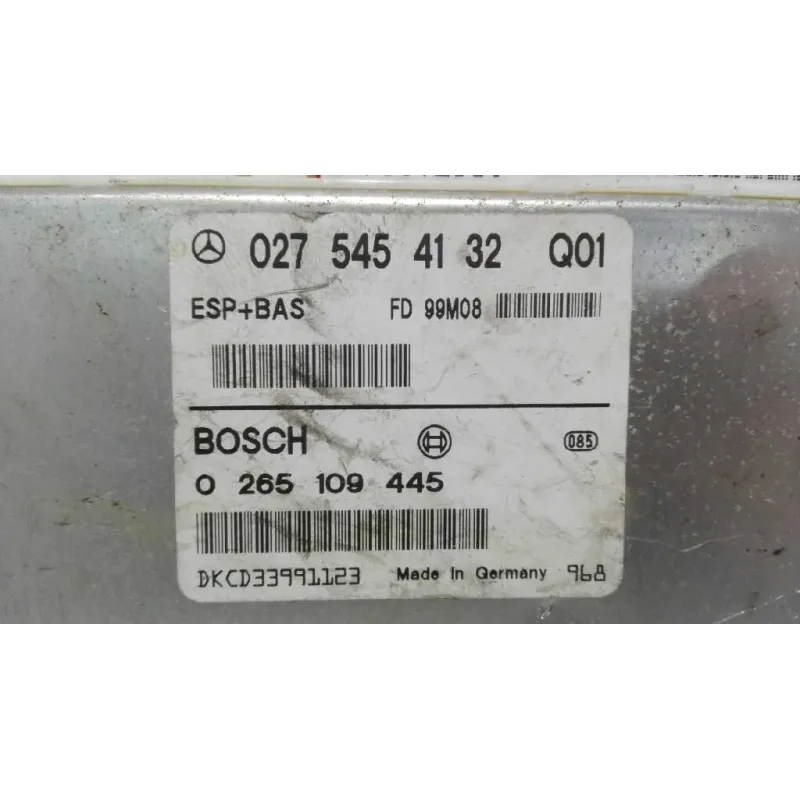 027 545 41 32 Q01
ESP+BAS FD 99M08
BOSCH 085
0 265 109 445
DKCD33991123 Made In Germany 968